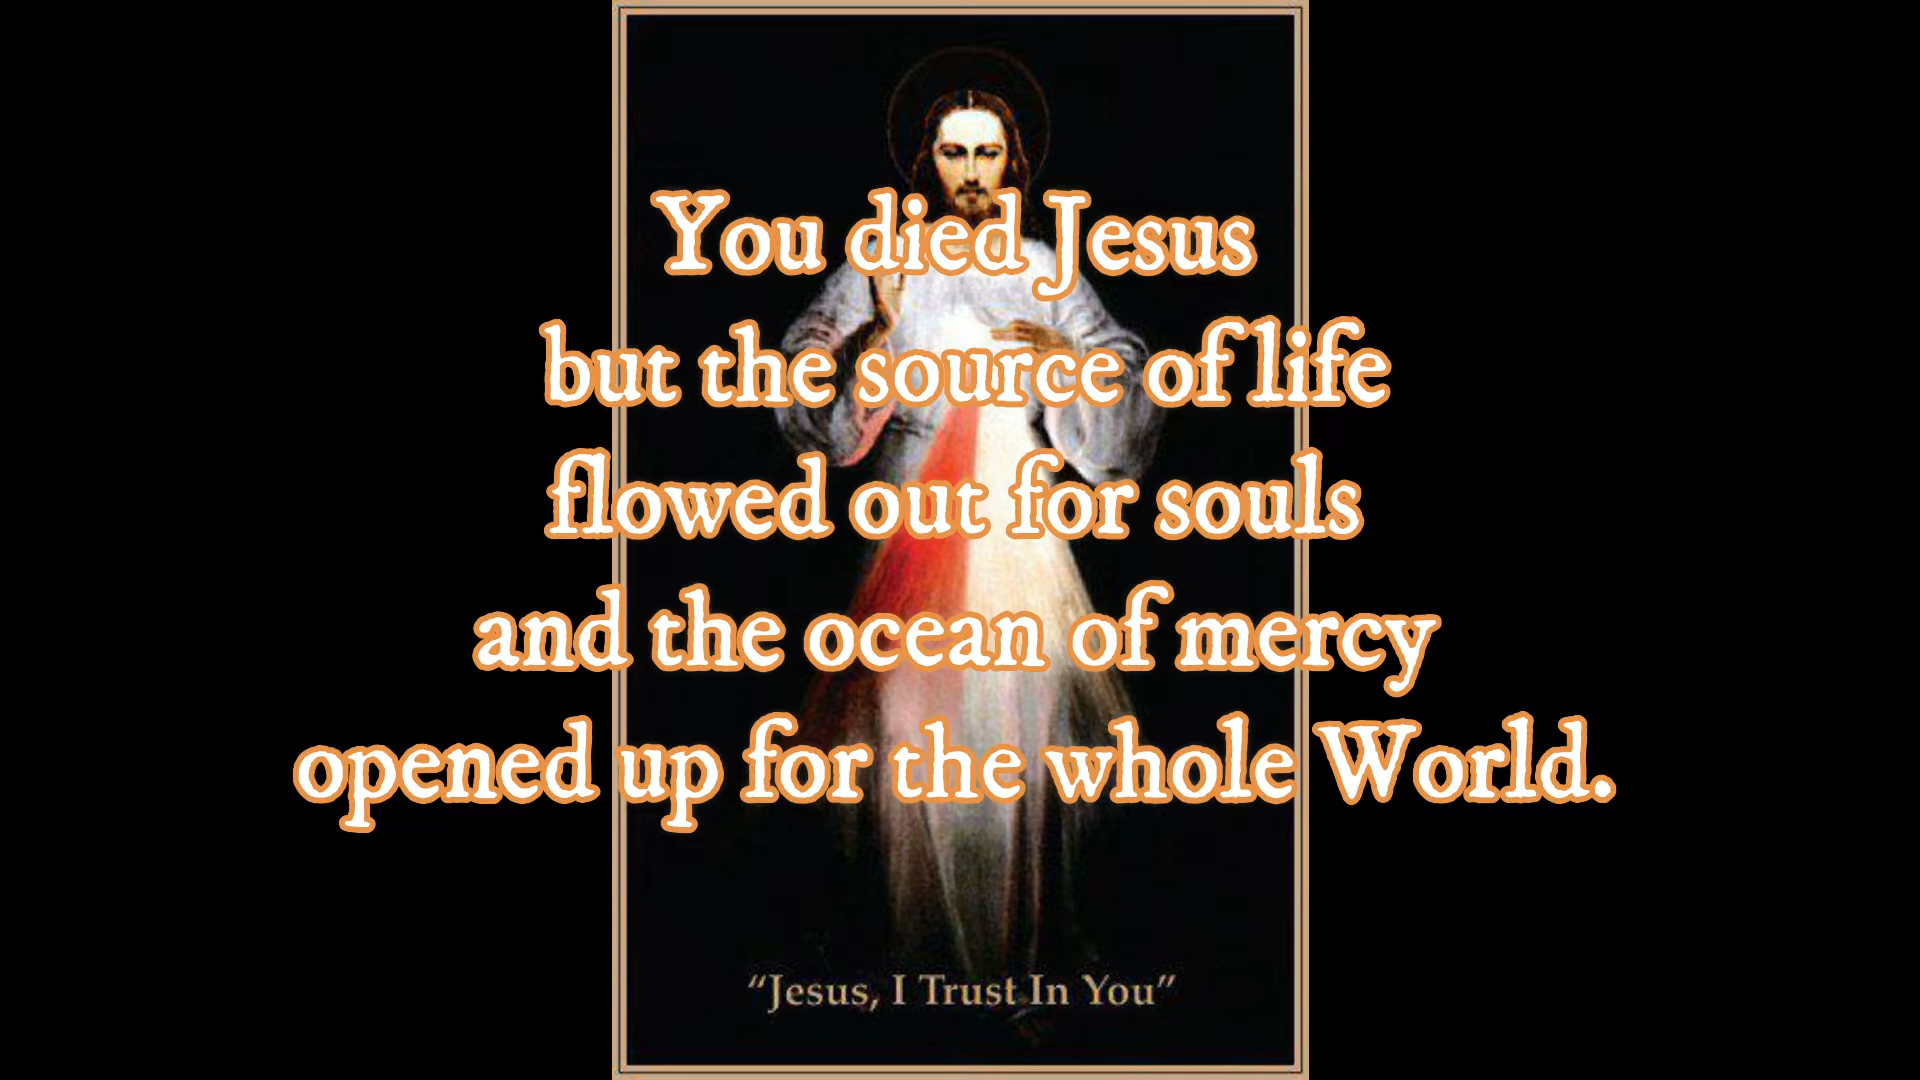 You died Jesus
but the source of life
flowed out for souls
and the ocean of mercy
opened up for the whole World.
“Jesus, I Trust In You”